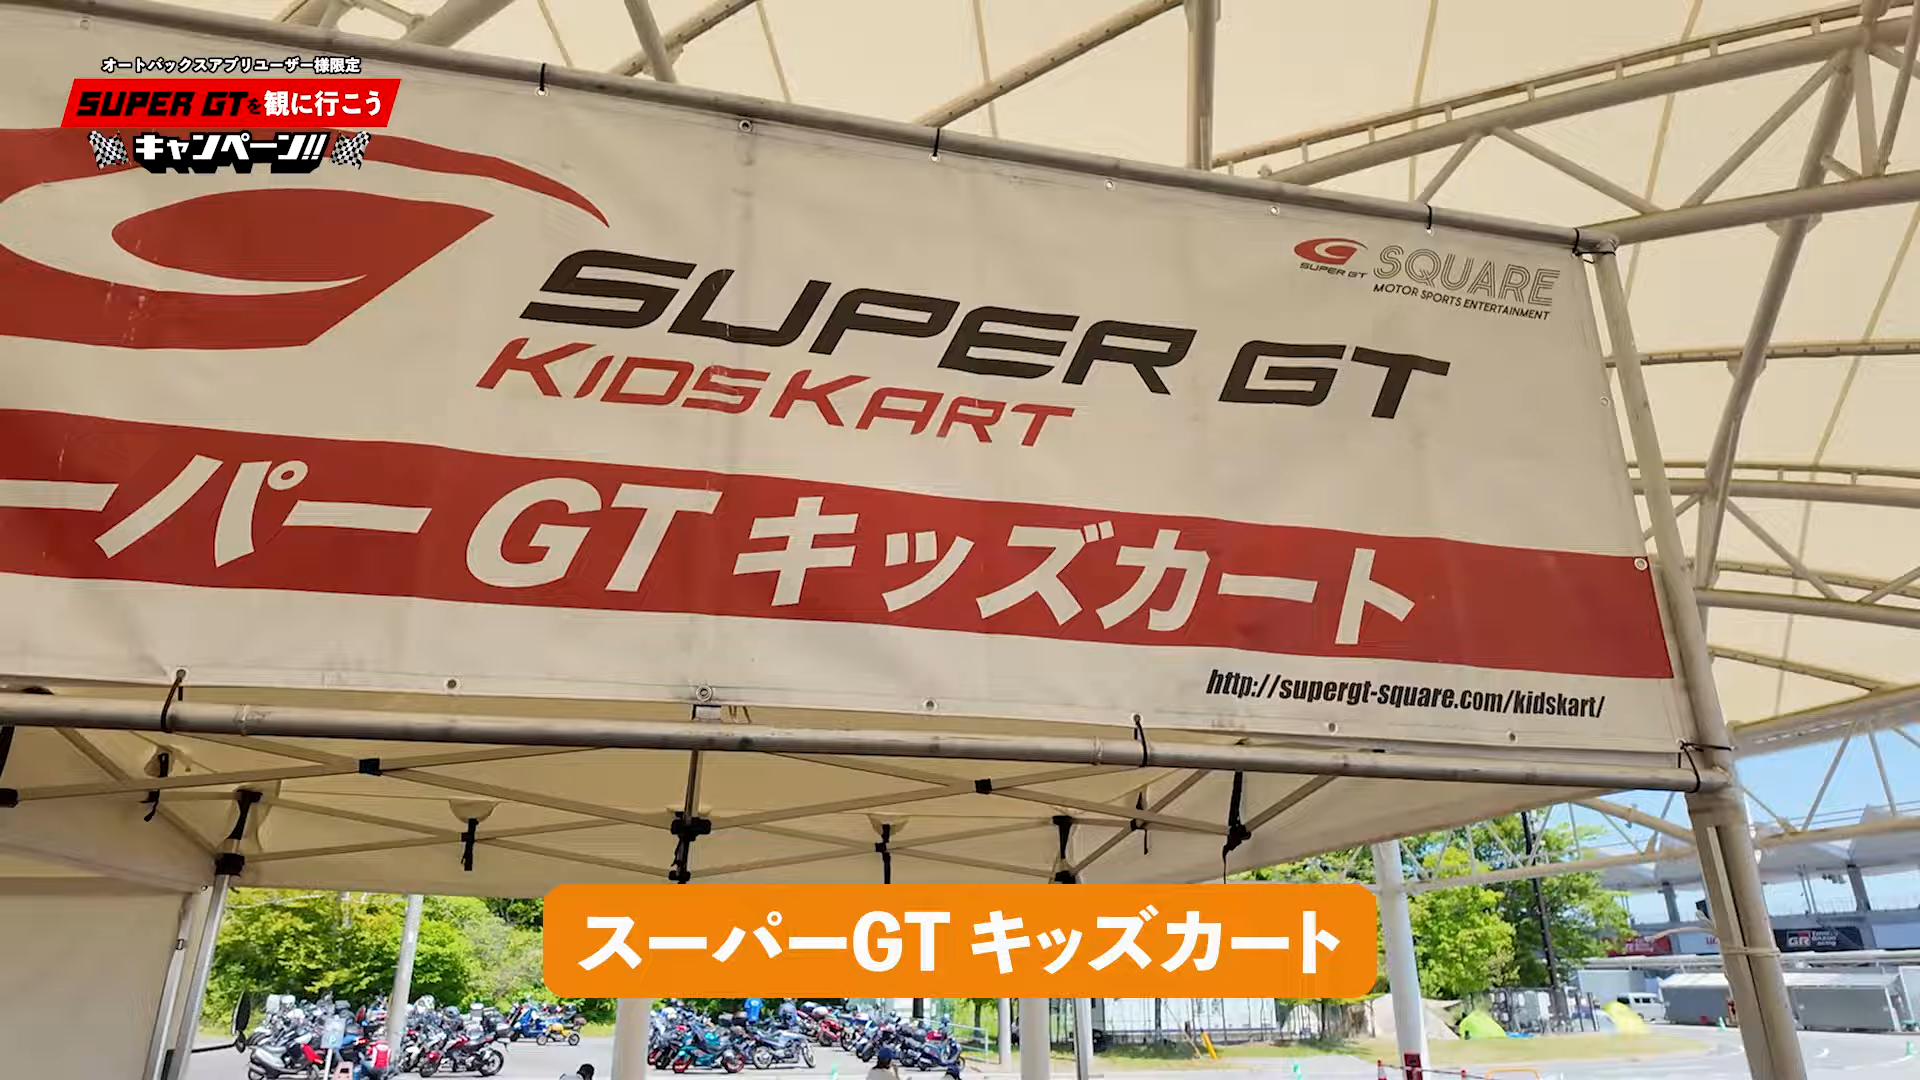 オートバックスアプリユーザー様限定
SUPER GTを観に行こう
キャンペーン!!
SUPER GT
SQUARE
MOTOR SPORTS ENTERTAINMENT
SUPER GT
KIDSKART
ーパー GT キッズカート
http://supergt-square.com/kidskart/
スーパーGT キッズカート
GR